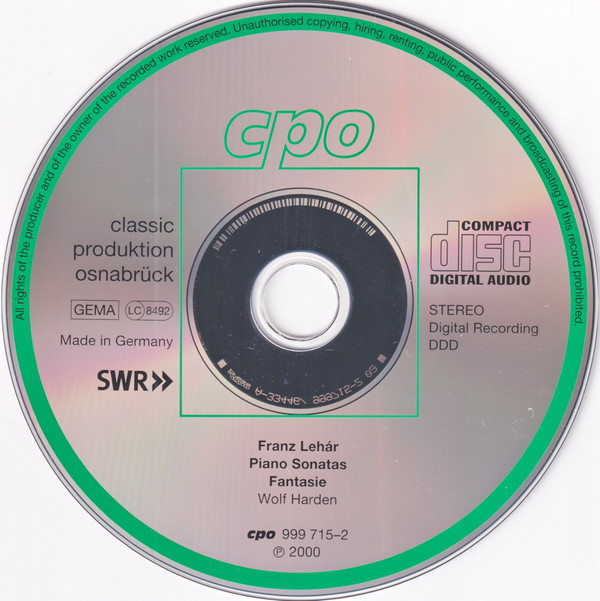 All rights of the producer and of the owner of the recorded work reserved. Unauthorised copying, hiring, renting, public performance and broadcasting of this record prohibited.
cpo
classic
produktion
osnabrück
GEMA LC 8492
Made in Germany
SWR>>
COMPACT
disc
DIGITAL AUDIO
STEREO
Digital Recording
DDD
Franz Lehár
Piano Sonatas
Fantasie
Wolf Harden
cpo 999 715–2
℗ 2000